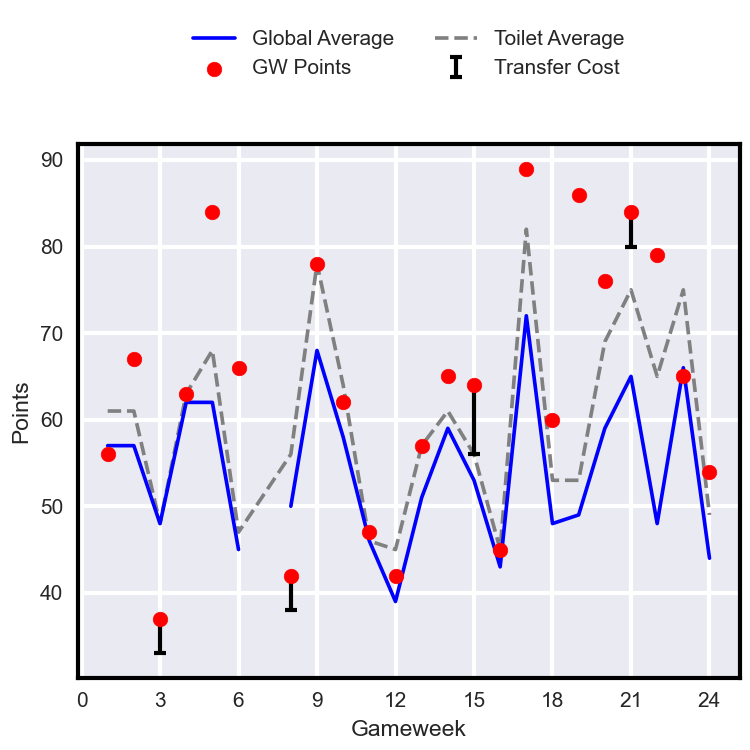 Global Average
Toilet Average
GW Points
Transfer Cost
90
80
70
60
50
40
Points
0 3 6 9 12 15 18 21 24
Gameweek